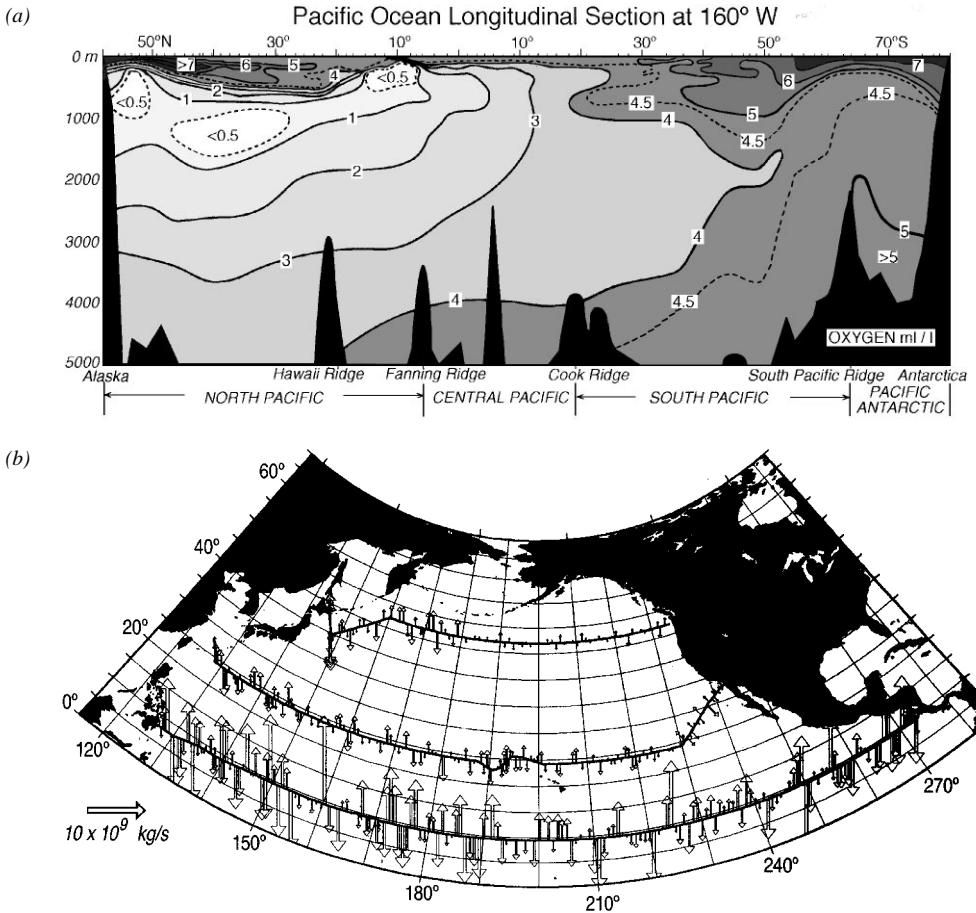 (a)
Pacific Ocean Longitudinal Section at 160° W
50°N 30° 10° 10° 30° 50° 70°S
0 m
>7 6 5 4 <0.5 6 7
2
<0.5 1 5 4.5
4.5
1000 <0.5 1 3 4 4.5
2
2000
3000 4 5
3 >5
4000 4 4.5
OXYGEN ml / l
5000
Alaska Hawaii Ridge Fanning Ridge Cook Ridge South Pacific Ridge Antarctica
NORTH PACIFIC CENTRAL PACIFIC SOUTH PACIFIC PACIFIC
ANTARCTIC
(b)
60°
40°
20°
0°
120°
270°
10 x 10⁹ kg/s
150°
240°
180°
210°